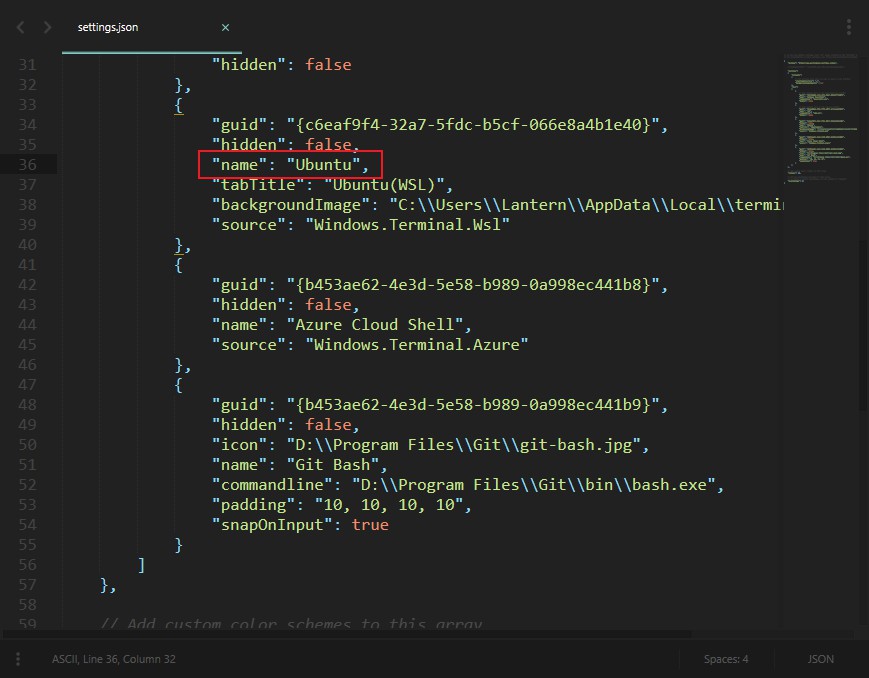 settings.json ×
31 "hidden": false
32 },
33 {
34 "guid": "{c6eaf9f4-32a7-5fdc-b5cf-066e8a4b1e40}",
35 "hidden": false,
36 "name": "Ubuntu",
37 "tabTitle": "Ubuntu(WSL)",
38 "backgroundImage": "C:\\Users\\Lantern\\AppData\\Local\\termi
39 "source": "Windows.Terminal.Wsl"
40 },
41 {
42 "guid": "{b453ae62-4e3d-5e58-b989-0a998ec441b8}",
43 "hidden": false,
44 "name": "Azure Cloud Shell",
45 "source": "Windows.Terminal.Azure"
46 },
47 {
48 "guid": "{b453ae62-4e3d-5e58-b989-0a998ec441b9}",
49 "hidden": false,
50 "icon": "D:\\Program Files\\Git\\git-bash.jpg",
51 "name": "Git Bash",
52 "commandline": "D:\\Program Files\\Git\\bin\\bash.exe",
53 "padding": "10, 10, 10, 10",
54 "snapOnInput": true
55 }
56 ]
57 },
58
59 // Add custom color schemes to this array
ASCII, Line 36, Column 32 Spaces: 4 JSON